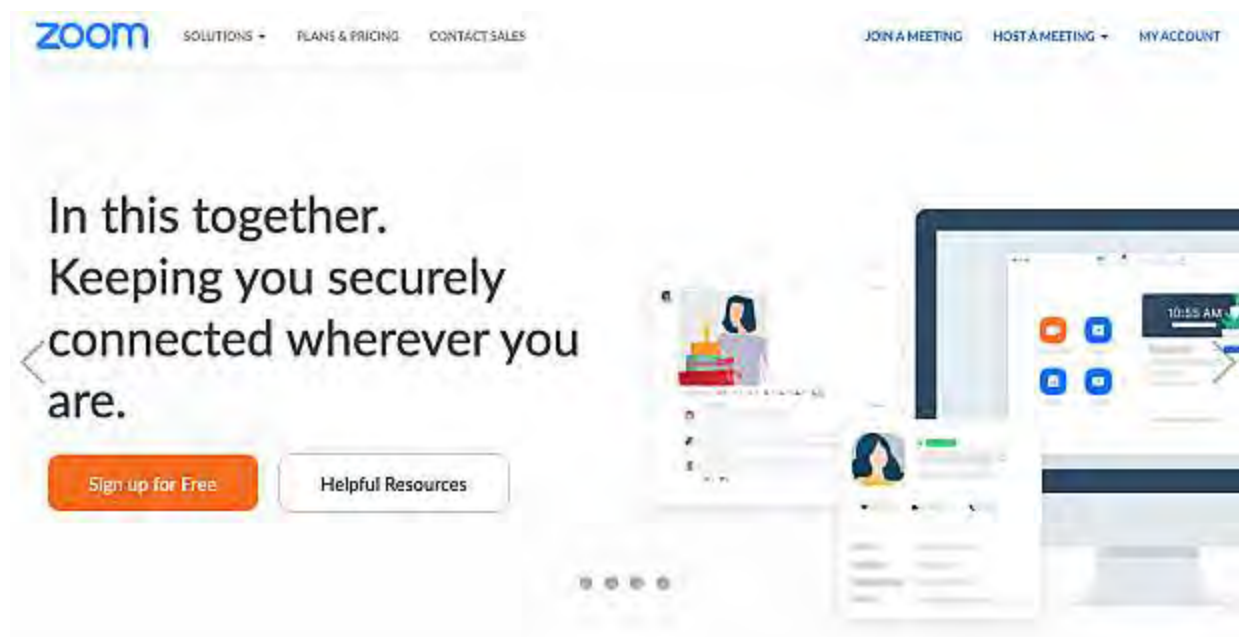 zoom
SOLUTIONS PLANS & PRICING CONTACT SALES
JOIN A MEETING HOST A MEETING MY ACCOUNT
In this together.
Keeping you securely
connected wherever you
are.
Sign up for Free
Helpful Resources
10:55 AM